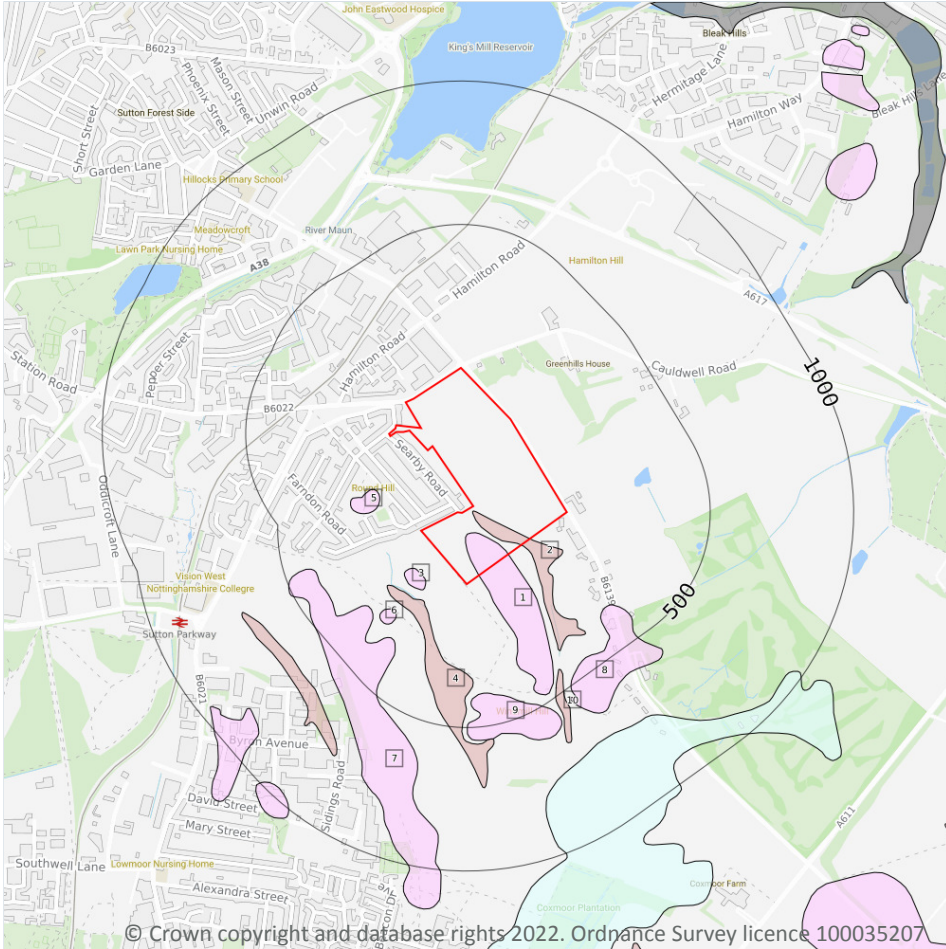 John Eastwood Hospice
B6023
Mason Street
Phoenix Street
Unwin Road
King's Mill Reservoir
Bleak Hills
Hermitage Lane
Bleak Hills Lane
Hamilton Way
Short Street
Sutton Forest Side
Garden Lane
Hillocks Primary School
Meadowcroft
River Maun
Lawn Park Nursing Home
A38
Hamilton Road
Hamilton Hill
A617
Station Road
Spencer Street
Hamilton Road
Greenhills House
Cauldwell Road
1000
B6022
Searby Road
Round Hill
5
Farndon Road
Oddicroft Lane
2
3
1
B6139
500
Vision West
Nottinghamshire Collegre
6
Sutton Parkway
4
8
B6021
9
10
7
Byron Avenue
Sidings Road
David Street
Mary Street
A611
Southwell Lane
Lowmoor Nursing Home
Alexandra Street
Coxmoor Farm
Coxmoor Plantation
© Crown copyright and database rights 2022. Ordnance Survey licence 100035207